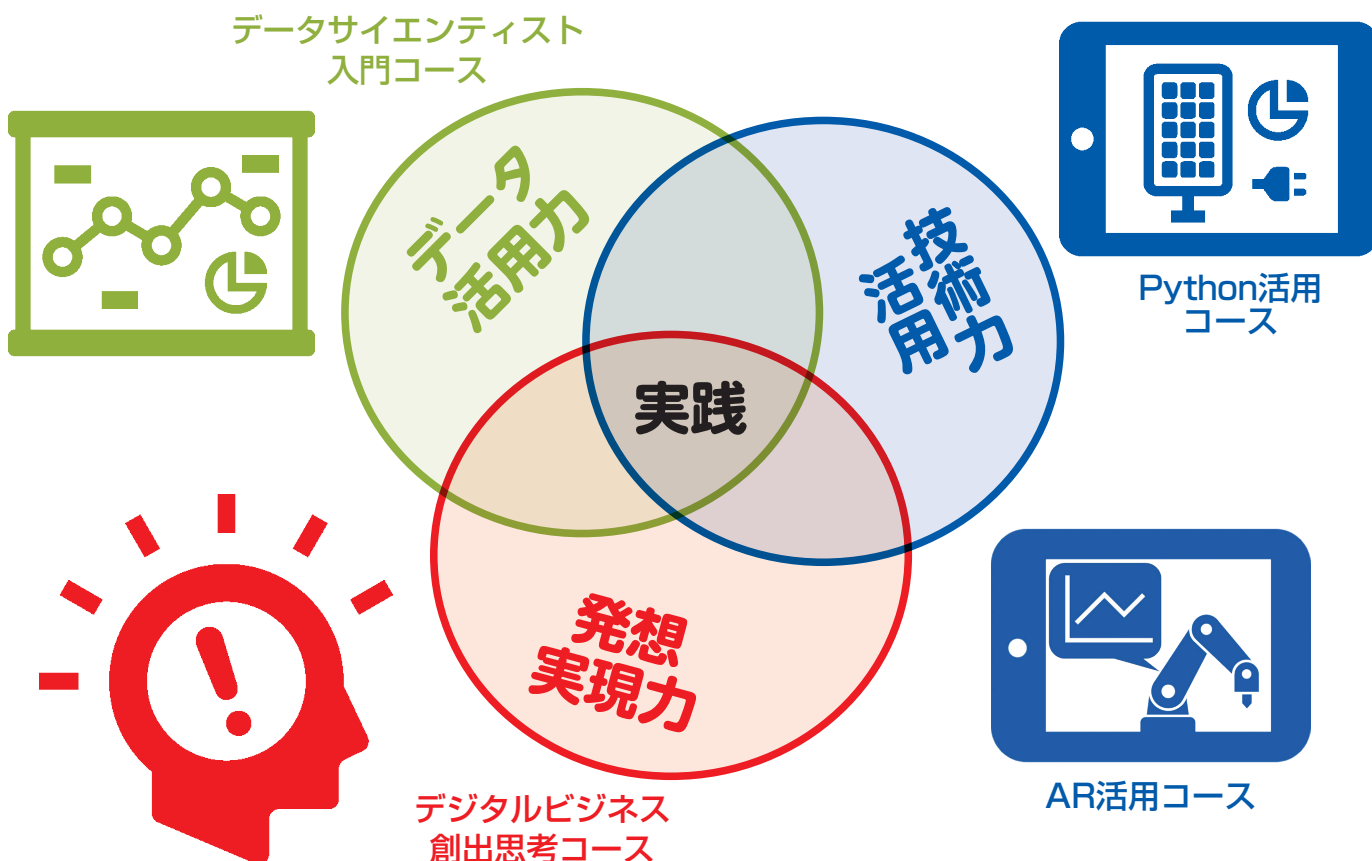 データサイエンティスト
入門コース
データ
活用力
技術
活用力
Python活用
コース
実践
発想
実現力
AR活用コース
デジタルビジネス
創出思考コース